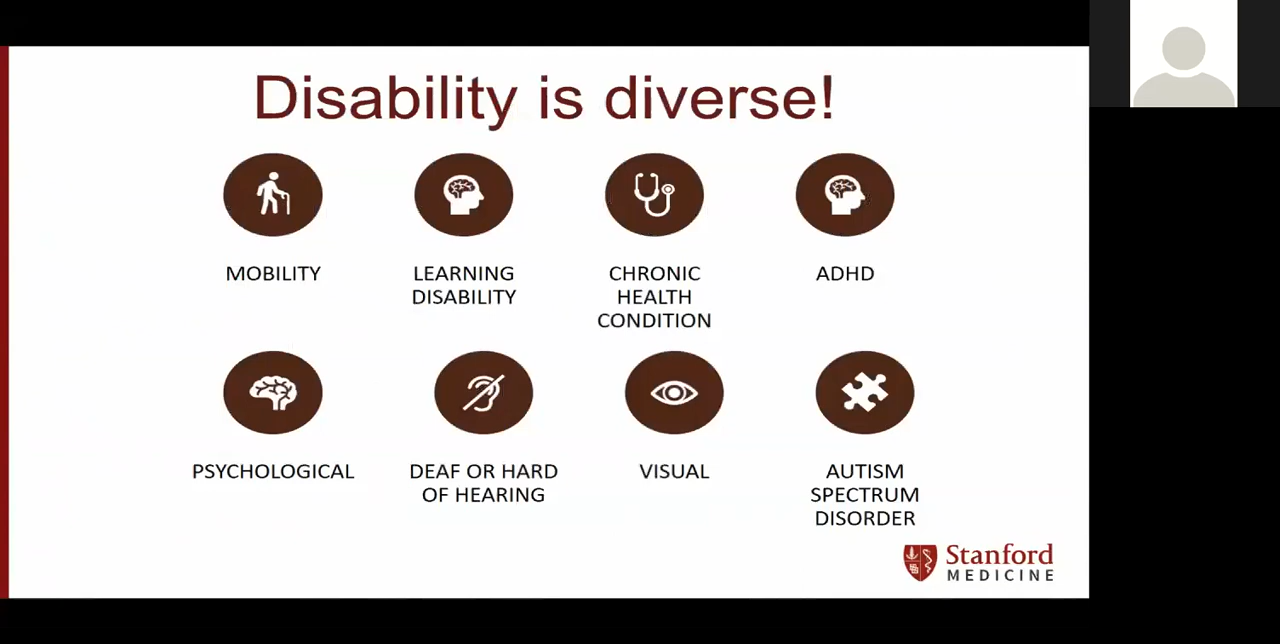 Disability is diverse!
MOBILITY
LEARNING
DISABILITY
CHRONIC
HEALTH
CONDITION
ADHD
PSYCHOLOGICAL
DEAF OR HARD
OF HEARING
VISUAL
AUTISM
SPECTRUM
DISORDER
Stanford
MEDICINE